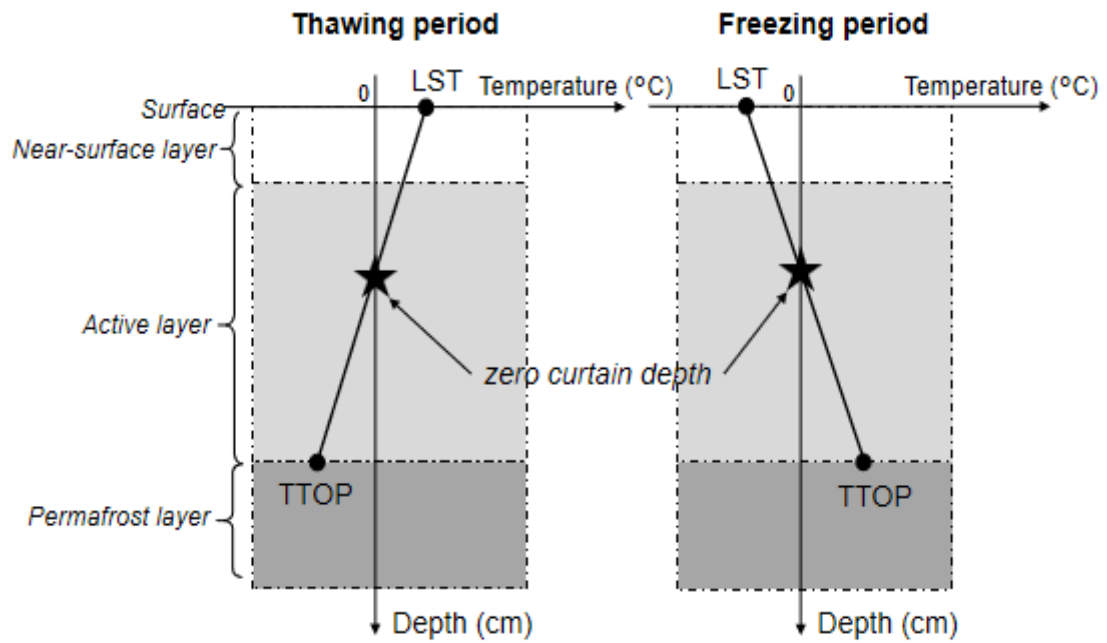 Thawing period
Freezing period
LST
0
Temperature (°C)
LST
0
Temperature (°C)
Surface
Near-surface layer
Active layer
zero curtain depth
TTOP
TTOP
Permafrost layer
Depth (cm)
Depth (cm)